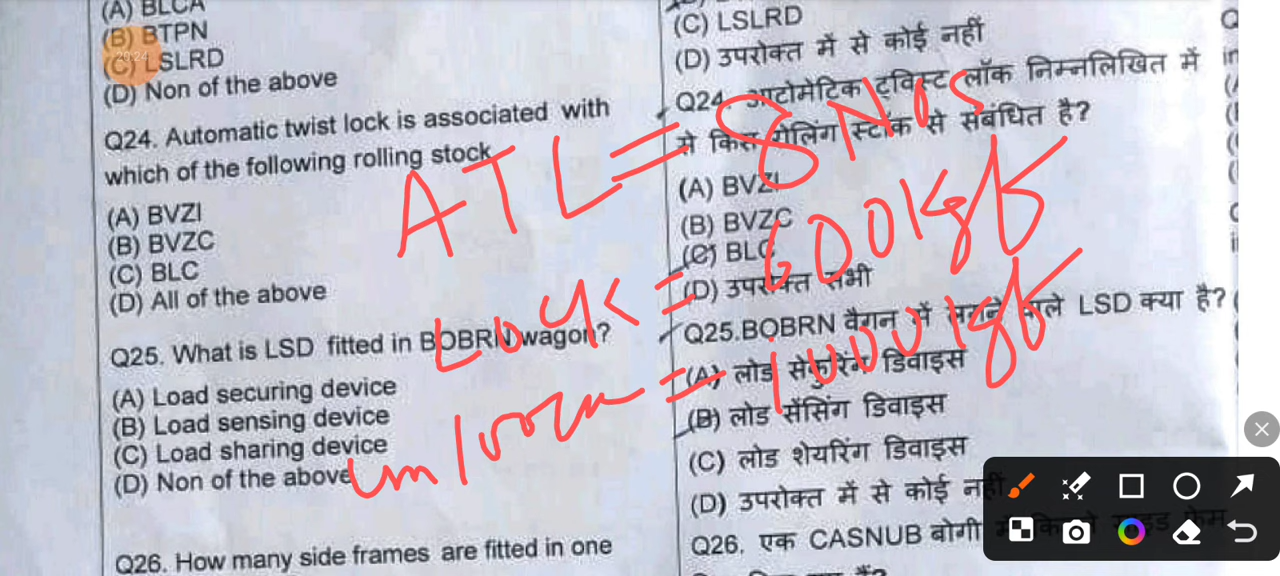 (A) BLCA
(B) BTPN
(C) LSLRD
(D) Non of the above
Q24. Automatic twist lock is associated with
which of the following rolling stock
(A) BVZI
(B) BVZC
(C) BLC
(D) All of the above
Q25. What is LSD fitted in BOBRN wagon?
(A) Load securing device
(B) Load sensing device
(C) Load sharing device
(D) Non of the above
Q26. How many side frames are fitted in one
(C) LSLRD
(D) उपरोक्त में से कोई नहीं
Q24. आटोमेटिक ट्विस्ट लॉक निम्नलिखित में
से किस रोलिंग स्टॉक से संबंधित है?
(A) BVZI
(B) BVZC
(C) BLC
(D) उपरोक्त सभी
Q25.BOBRN वैगन में लगने वाले LSD क्या है?
(A) लोड सेकुरिंग डिवाइस
(B) लोड सेंसिंग डिवाइस
(C) लोड शेयरिंग डिवाइस
(D) उपरोक्त में से कोई नहीं
Q26. एक CASNUB बोगी
ATL = 8 Nos
Lock = 600 kgf
= 1000 kgf